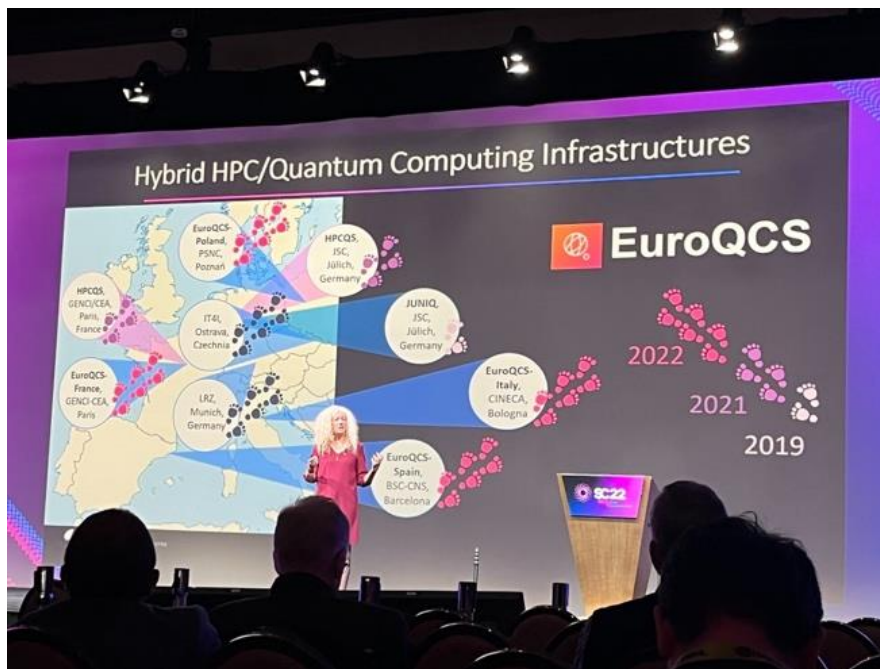 Hybrid HPC/Quantum Computing Infrastructures
EuroQCS
EuroQCS-
Poland,
PSNC,
Poznań
HPCQS,
JSC,
Jülich,
Germany
HPCQS,
GENCI/CEA,
Paris,
France
IT4I,
Ostrava,
Czechnia
JUNIQ,
JSC,
Jülich,
Germany
EuroQCS-
France,
GENCI-CEA,
Paris
LRZ,
Munich,
Germany
EuroQCS-
Italy,
CINECA,
Bologna
EuroQCS-
Spain,
BSC-CNS,
Barcelona
2022
2021
2019
SC22